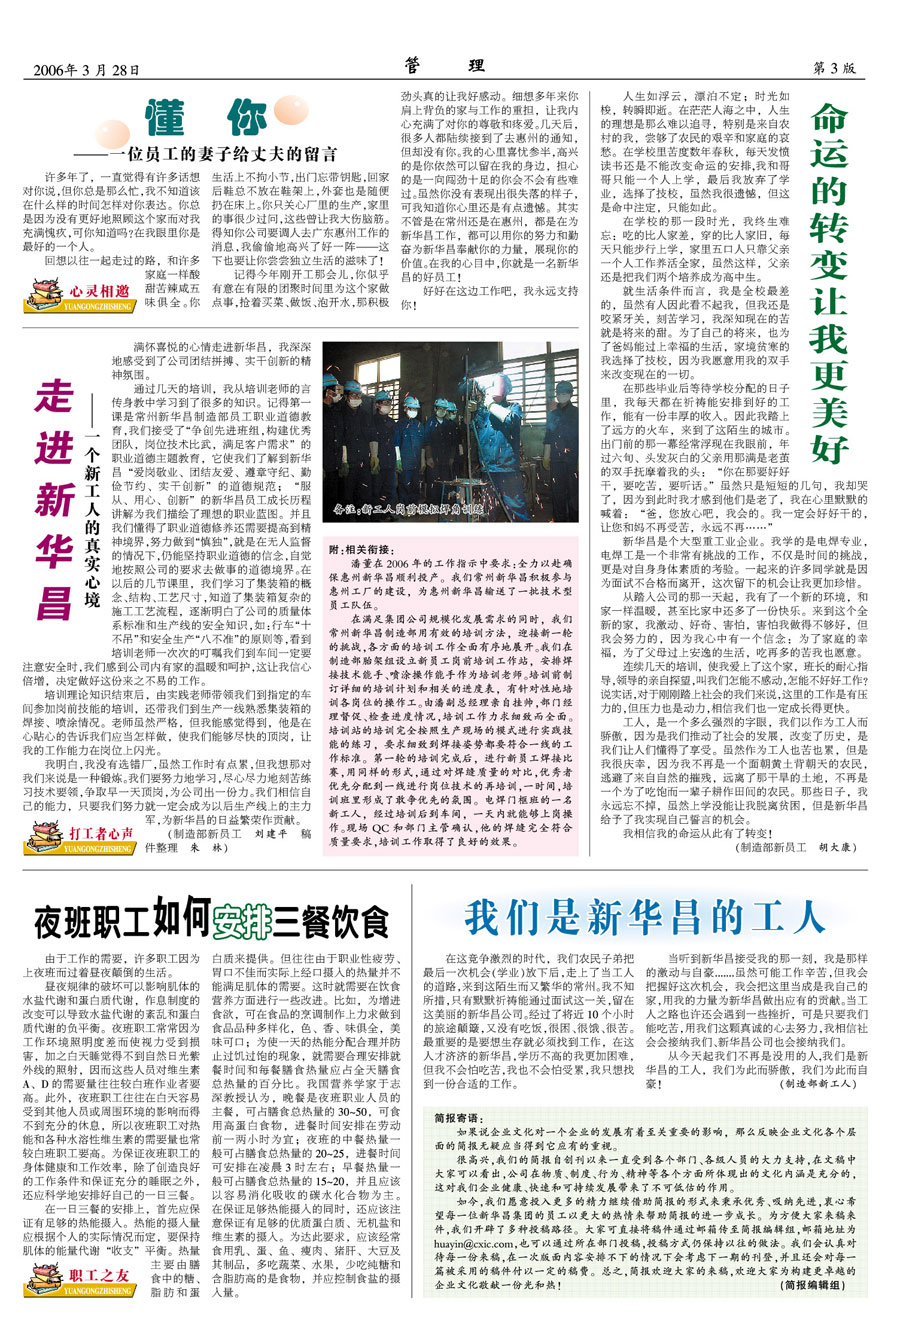 2006年 3 月 28日
管 理
第 3 版
懂 你
——一位员工的妻子给丈夫的留言
许多年了，一直觉得有许多话想
对你说,但你总是那么忙,我不知道该
在什么样的时间怎样对你表达。你总
是因为没有更好地照顾这个家而对我
充满愧疚,可你知道吗?在我眼里你是
最好的一个人。
回想以往一起走过的路，和许多
家庭一样酸
甜苦辣咸五
味俱全。你
心灵相邀
YUANGONGZHISHENG
生活上不拘小节,出门忘带钥匙,回家
后鞋总不放在鞋架上,外套也是随便
扔在床上。你只关心厂里的生产,家里
的事很少过问,这些曾让我大伤脑筋。
得知你公司要调人去广东惠州工作的
消息,我偷偷地高兴了好一阵——这
下也要让你尝尝独立生活的滋味了!
记得今年刚开工那会儿,你似乎
有意在有限的团聚时间里为这个家做
点事,抢着买菜、做饭、泡开水,那积极
劲头真的让我好感动。细想多年来你
肩上背负的家与工作的重担，让我内
心充满了对你的尊敬和疼爱。几天后,
很多人都陆续接到了去惠州的通知,
但却没有你。我的心里喜忧参半,高兴
的是你依然可以留在我的身边，担心
的是一向闯劲十足的你会不会有些难
过。虽然你没有表现出很失落的样子,
可我知道你心里还是有点遗憾。其实
不管是在常州还是在惠州，都是在为
新华昌工作，都可以用你的努力和勤
奋为新华昌奉献你的力量，展现你的
价值。在我的心目中,你就是一名新华
昌的好员工!
好好在这边工作吧，我永远支持
你!
命运的转变让我更美好
人生如浮云，漂泊不定；时光如
梭，转瞬即逝。在茫茫人海之中，人生
的理想是那么难以追寻，特别是来自农
村的我，尝够了农民的艰辛和家庭的哀
愁。在学校里苦度数年春秋，每天发愤
读书还是不能改变命运的安排,我和哥
哥只能一个人上学，最后我放弃了学
业，选择了技校，虽然我很遗憾，但这
是命中注定，只能如此。
在学校的那一段时光，我终生难
忘：吃的比人家差，穿的比人家旧，每
天只能步行上学，家里五口人只靠父亲
一个人工作养活全家，虽然这样，父亲
还是把我们两个培养成为高中生。
就生活条件而言，我是全校最差
的，虽然有人因此看不起我，但我还是
咬紧牙关，刻苦学习，我深知现在的苦
就是将来的甜。为了自己的将来，也为
了爸妈能过上幸福的生活，家境贫寒的
我选择了技校，因为我愿意用我的双手
来改变现在的一切。
在那些毕业后等待学校分配的日子
里，我每天都在祈祷能安排到好的工
作，能有一份丰厚的收入。因此我踏上
了远方的火车，来到了这陌生的城市。
出门前的那一幕经常浮现在我眼前，年
过六旬、头发灰白的父亲用那满是老茧
的双手抚摩着我的头：“你在那要好好
干，要吃苦，要听话。”虽然只是短短的几句，我却哭
了，因为到此时我才感到他们是老了，我在心里默默的
喊着：“爸，您放心吧，我会的。我一定会好好干的，
让您和妈不再受苦，永远不再……”
新华昌是个大型重工业企业。我学的是电焊专业，
电焊工是一个非常有挑战的工作，不仅是时间的挑战，
更是对自身身体素质的考验。一起来的许多同学就是因
为面试不合格而离开，这次留下的机会让我更加珍惜。
从踏入公司的那一天起，我有了一个新的环境，和
家一样温暖，甚至比家中还多了一份快乐。来到这个全
新的家，我激动、好奇、害怕，害怕我做得不够好，但
我会努力的，因为我心中有一个信念；为了家庭的幸
福，为了父母过上安逸的生活，吃再多的苦我也愿意。
连续几天的培训，使我爱上了这个家，班长的耐心指
导,领导的亲自探望,叫我们怎能不感动,怎能不好好工作?
说实话,对于刚刚踏上社会的我们来说,这里的工作是有压
力的,但压力也是动力,相信我们也一定成长得更快。
工人，是一个多么强烈的字眼，我们以作为工人而
骄傲，因为是我们推动了社会的发展，改变了历史，是
我们让人们懂得了享受。虽然作为工人也苦也累，但是
我很庆幸，因为我不再是一个面朝黄土背朝天的农民，
逃避了来自自然的摧残，远离了那干旱的土地，不再是
一个为了吃饱而一辈子耕作田间的农民。那些日子，我
永远忘不掉，虽然上学没能让我脱离贫困，但是新华昌
给予了我实现自己誓言的机会。
我相信我的命运从此有了转变!
(制造部新员工 胡大康)
走进新华昌
——一个新工人的真实心境
满怀喜悦的心情走进新华昌，我深深
地感受到了公司团结拼搏、实干创新的精
神氛围。
通过几天的培训，我从培训老师的言
传身教中学习到了很多的知识。记得第一
课是常州新华昌制造部员工职业道德教
育,我们接受了“争创先进班组,构建优秀
团队，岗位技术比武，满足客户需求”的
职业道德主题教育，它使我们了解到新华
昌“爱岗敬业、团结友爱、遵章守纪、勤
俭节约、实干创新”的道德规范；“服
从、用心、创新”的新华昌员工成长历程
讲解为我们描绘了理想的职业蓝图。并且
我们懂得了职业道德修养还需要提高到精
神境界,努力做到“慎独”,就是在无人监督
的情况下,仍能坚持职业道德的信念,自觉
地按照公司的要求去做事的道德境界。在
以后的几节课里，我们学习了集装箱的概
念、结构、工艺尺寸,知道了集装箱复杂的
施工工艺流程，逐渐明白了公司的质量体
系标准和生产线的安全知识,如:行车“十
不吊”和安全生产“八不准”的原则等,看到
培训老师一次次的叮嘱我们到车间一定要
注意安全时,我们感到公司内有家的温暖和呵护,这让我信心
倍增，决定做好这份来之不易的工作。
培训理论知识结束后，由实践老师带领我们到指定的车
间参加岗前技能的培训，还带我们到生产一线熟悉集装箱的
焊接、喷涂情况。老师虽然严格，但我能感觉得到，他是在
心贴心的告诉我们应当怎样做，使我们能够尽快的顶岗，让
我的工作能力在岗位上闪光。
我明白,我没有选错厂,虽然工作时有点累,但我想那对
我们来说是一种锻炼。我们要努力地学习,尽心尽力地刻苦练
习技术要领,争取早一天顶岗,为公司出一份力。我们相信自
己的能力，只要我们努力就一定会成为以后生产线上的主力
军,为新华昌的日益繁荣作贡献。
(制造部新员工 刘建平 稿
件整理 朱 林)
打工者心声
YUANGONGZHISHENG
备注:新工人岗前模拟焊角训练
附:相关衔接:
潘董在 2006 年的工作指示中要求:全力以赴确
保惠州新华昌顺利投产。我们常州新华昌积极参与
惠州工厂的建设，为惠州新华昌输送了一批技术型
员工队伍。
在满足集团公司规模化发展需求的同时，我们
常州新华昌制造部用有效的培训方法，迎接新一轮
的挑战,各方面的培训工作全面有序地展开。我们在
制造部胎架组设立新员工岗前培训工作站，安排焊
接技术能手、喷涂操作能手作为培训老师。培训前制
订详细的培训计划和相关的进度表，有针对性地培
训各岗位的操作工。由潘副总经理亲自挂帅,部门经
理督促、检查进度情况,培训工作力求细致而全面。
培训站的培训完全按照生产现场的模式进行实践技
能的练习，要求细致到焊接姿势都要符合一线的工
作标准。第一轮的培训完成后，进行新员工焊接比
赛,用同样的形式,通过对焊缝质量的对比,优秀者
优先分配到一线进行岗位技术的再培训,一时间,培
训班里形成了敢争优先的氛围。电焊门框班的一名
新工人，经过培训后到车间，一天内就能够上岗操
作。现场 QC 和部门主管确认,他的焊缝完全符合
质量要求,培训工作取得了良好的效果。
夜班职工如何安排三餐饮食
由于工作的需要，许多职工因为
上夜班而过着昼夜颠倒的生活。
昼夜规律的破坏可以影响肌体的
水盐代谢和蛋白质代谢，作息制度的
改变可以导致水盐代谢的紊乱和蛋白
质代谢的负平衡。夜班职工常常因为
工作环境照明度差而使视力受到损
害，加之白天睡觉得不到自然日光紫
外线的照射，因而这些人员对维生素
A、D 的需要量往往较白班作业者要
高。此外，夜班职工往往在白天容易
受到其他人员或周围环境的影响而得
不到充分的休息，所以夜班职工对热
能和各种水溶性维生素的需要量也常
较白班职工要高。为保证夜班职工的
身体健康和工作效率，除了创造良好
的工作条件和保证充分的睡眠之外，
还应科学地安排好自己的一日三餐。
在一日三餐的安排上，首先应保
证有足够的热能摄入。热能的摄入量
应根据个人的实际情况而定，要保持
肌体的能量代谢“收支”平衡。热量
主要由膳
食中的糖、
脂肪和蛋
职工之友
YUANGONGZHISHENG
白质来提供。但往往由于职业性疲劳、
胃口不佳而实际上经口摄入的热量并不
能满足肌体的需要。这时就需要在饮食
营养方面进行一些改进。比如，为增进
食欲，可在食品的烹调制作上力求做到
食品品种多样化，色、香、味俱全，美
味可口；为使一天的热能分配合理并防
止过饥过饱的现象，就需要合理安排就
餐时间和每餐膳食热量应占全天膳食
总热量的百分比。我国营养学家于志
深教授认为，晚餐是夜班职业人员的
主餐，可占膳食总热量的 30~50，可食
用高蛋白食物，进餐时间安排在劳动
前一两小时为宜；夜班的中餐热量一
般可占膳食总热量的 20~25，进餐时间
可安排在凌晨 3 时左右；早餐热量一
般可占膳食总热量的 15~20，并且应该
以容易消化吸收的碳水化合物为主。
在保证足够热能摄入的同时，还应该注
意保证有足够的优质蛋白质、无机盐和
维生素的摄入。为达此要求，应该经常
食用乳、蛋、鱼、瘦肉、猪肝、大豆及
其制品，多吃蔬菜、水果，少吃纯糖和
含脂肪高的是食物，并应控制食盐的摄
入量。
我们是新华昌的工人
在这竞争激烈的时代，我们农民子弟把
最后一次机会(学业)放下后,走上了当工人
的道路,来到这陌生而又繁华的常州。我不知
所措,只有默默祈祷能通过面试这一关,留在
这美丽的新华昌公司。经过了将近 10 个小时
的旅途颠簸,又没有吃饭,很困、很饿、很苦。
最重要的是要想生存就必须找到工作，在这
人才济济的新华昌,学历不高的我更加困难,
但我不会怕吃苦,我也不会怕受累,我只想找
到一份合适的工作。
当听到新华昌接受我的那一刻，我是那样
的激动与自豪.......虽然可能工作辛苦,但我会
把握好这次机会，我会把这里当成是我自己的
家,用我的力量为新华昌做出应有的贡献。当工
人之路也许还会遇到一些挫折，可是只要我们
能吃苦,用我们这颗真诚的心去努力,我相信社
会会接纳我们、新华昌公司也会接纳我们。
从今天起我们不再是没用的人,我们是新
华昌的工人，我们为此而骄傲，我们为此而自
豪! (制造部新工人)
简报寄语:
如果说企业文化对一个企业的发展有着至关重要的影响，那么反映企业文化各个层
面的简报无疑应当得到它应有的重视。
很高兴,我们的简报自创刊以来一直受到各个部门、各级人员的大力支持,在文稿中
大家可以看出,公司在物质、制度、行为、精神等各个方面所体现出的文化内涵是充分的,
这对我们企业健康、快速和可持续发展带来了不可低估的作用。
如今,我们愿意投入更多的精力继续借助简报的形式来秉承优秀、吸纳先进,衷心希
望每一位新华昌集团的员工以更大的热情来帮助简报的进一步成长。为方便大家来稿来
件,我们开辟了多种投稿路径。大家可直接将稿件通过邮箱传至简报编辑组,邮箱地址为
huayin@cxic.com,也可以通过所在部门投稿,投稿方式仍保持以往的做法。我们会认真对
待每一份来稿,在一次版面内容安排不下的情况下会考虑下一期的刊登,并且还会对每一
篇被采用的稿件付以一定的稿费。总之,简报欢迎大家的来稿,欢迎大家为构建更卓越的
企业文化敬献一份光和热! (简报编辑组)